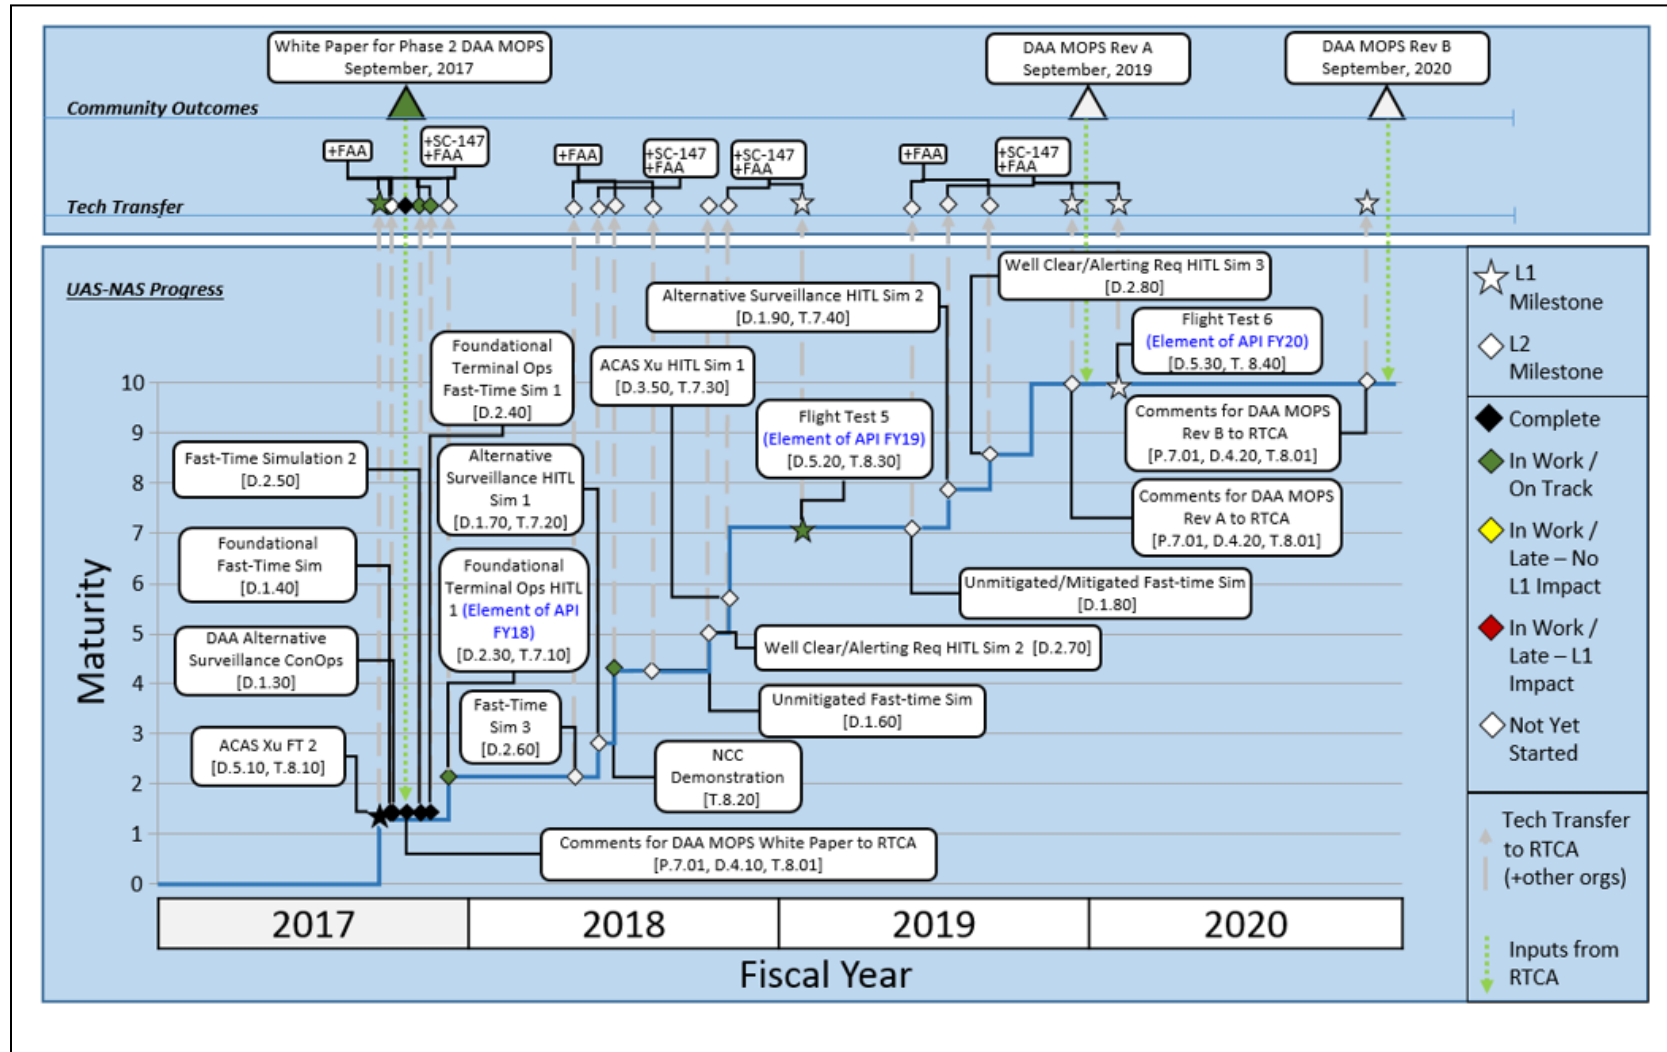 White Paper for Phase 2 DAA MOPS
September, 2017
DAA MOPS Rev A
September, 2019
DAA MOPS Rev B
September, 2020
Community Outcomes
+FAA
+SC-147
+FAA
+FAA
+SC-147
+FAA
+SC-147
+FAA
+FAA
+SC-147
+FAA
Tech Transfer
UAS-NAS Progress
Well Clear/Alerting Req HITL Sim 3
[D.2.80]
Alternative Surveillance HITL Sim 2
[D.1.90, T.7.40]
Flight Test 6
(Element of API FY20)
[D.5.30, T. 8.40]
Foundational
Terminal Ops
Fast-Time Sim 1
[D.2.40]
ACAS Xu HITL Sim 1
[D.3.50, T.7.30]
Flight Test 5
(Element of API FY19)
[D.5.20, T.8.30]
Comments for DAA MOPS
Rev B to RTCA
[P.7.01, D.4.20, T.8.01]
Fast-Time Simulation 2
[D.2.50]
Alternative
Surveillance HITL
Sim 1
[D.1.70, T.7.20]
Comments for DAA MOPS
Rev A to RTCA
[P.7.01, D.4.20, T.8.01]
Foundational
Fast-Time Sim
[D.1.40]
Foundational
Terminal Ops HITL
1 (Element of API
FY18)
[D.2.30, T.7.10]
Unmitigated/Mitigated Fast-time Sim
[D.1.80]
DAA Alternative
Surveillance ConOps
[D.1.30]
Well Clear/Alerting Req HITL Sim 2 [D.2.70]
Fast-Time
Sim 3
[D.2.60]
Unmitigated Fast-time Sim
[D.1.60]
ACAS Xu FT 2
[D.5.10, T.8.10]
NCC
Demonstration
[T.8.20]
Comments for DAA MOPS White Paper to RTCA
[P.7.01, D.4.10, T.8.01]
Maturity
10
9
8
7
6
5
4
3
2
1
0
2017
2018
2019
2020
Fiscal Year
L1
Milestone
L2
Milestone
Complete
In Work /
On Track
In Work /
Late – No
L1 Impact
In Work /
Late – L1
Impact
Not Yet
Started
Tech Transfer
to RTCA
(+other orgs)
Inputs from
RTCA